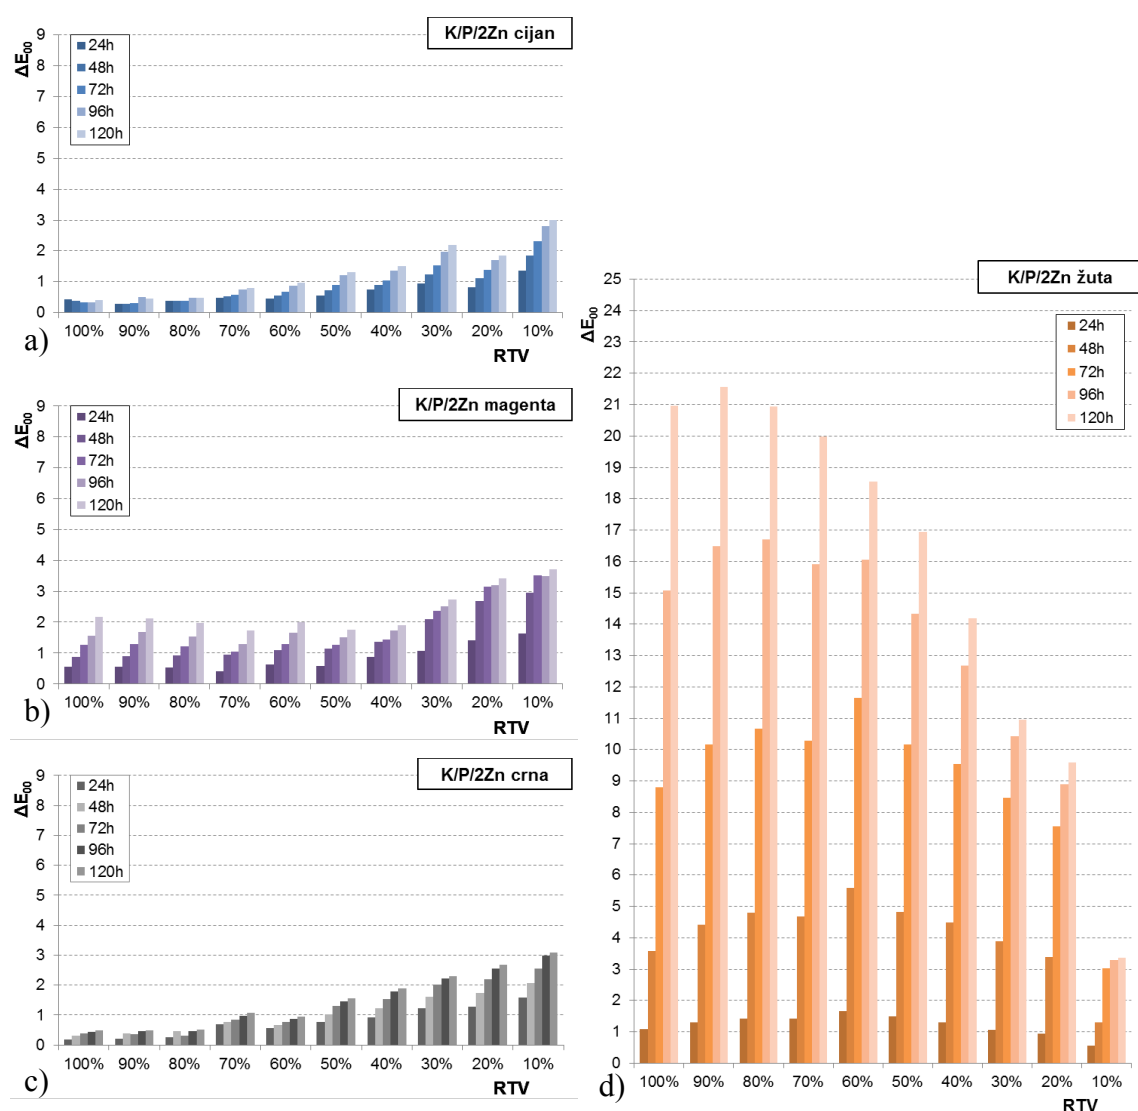 K/P/2Zn cijan
ΔE00
9
8
7
6
5
4
3
2
1
0
24h
48h
72h
96h
120h
100% 90% 80% 70% 60% 50% 40% 30% 20% 10%
RTV
a)
K/P/2Zn magenta
ΔE00
9
8
7
6
5
4
3
2
1
0
24h
48h
72h
96h
120h
100% 90% 80% 70% 60% 50% 40% 30% 20% 10%
RTV
b)
K/P/2Zn crna
ΔE00
9
8
7
6
5
4
3
2
1
0
24h
48h
72h
96h
120h
100% 90% 80% 70% 60% 50% 40% 30% 20% 10%
RTV
c)
K/P/2Zn žuta
ΔE00
25
24
23
22
21
20
19
18
17
16
15
14
13
12
11
10
9
8
7
6
5
4
3
2
1
0
24h
48h
72h
96h
120h
100% 90% 80% 70% 60% 50% 40% 30% 20% 10%
RTV
d)